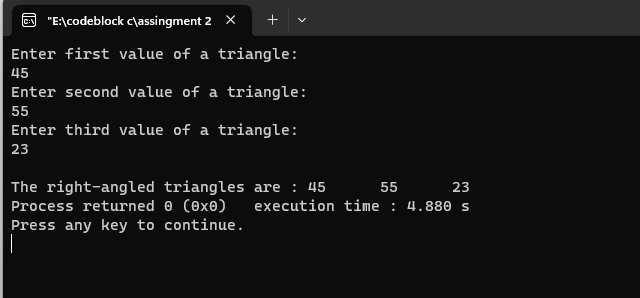 "E:\codeblock c\assingment 2
Enter first value of a triangle:
45
Enter second value of a triangle:
55
Enter third value of a triangle:
23
The right-angled triangles are : 45      55      23
Process returned 0 (0x0)   execution time : 4.880 s
Press any key to continue.